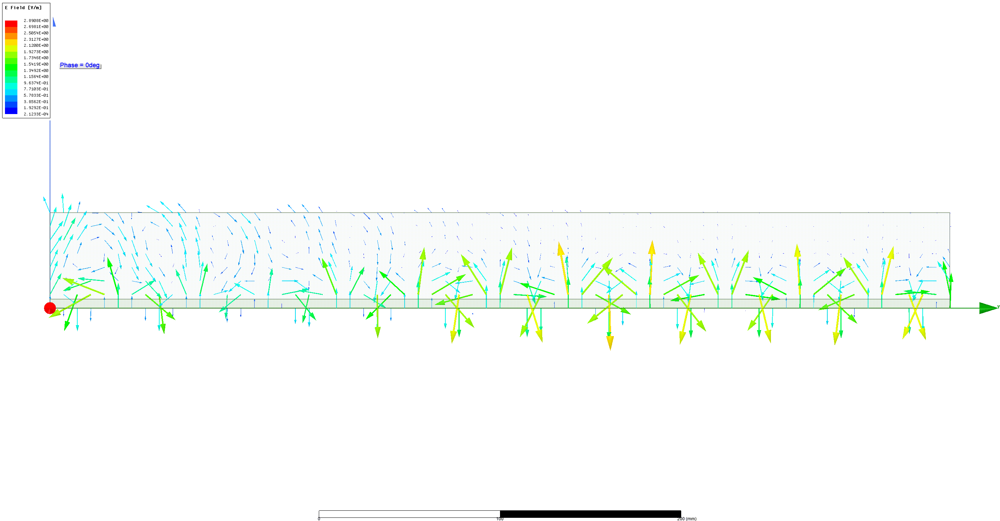 E Field [V/m]
2.8908E+00
2.6981E+00
2.5054E+00
2.3127E+00
2.1200E+00
1.9273E+00
1.7346E+00
1.5419E+00
1.3492E+00
1.1564E+00
9.6374E-01
7.7103E-01
5.7833E-01
3.8562E-01
1.9292E-01
2.1233E-04
Phase = 0deg
Y
0 100 200 (mm)